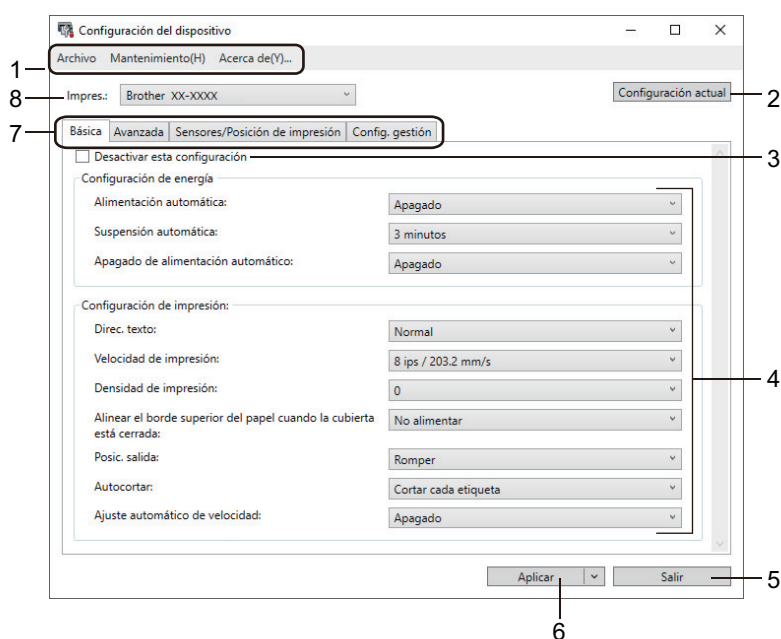 Configuración del dispositivo
Archivo Mantenimiento(H) Acerca de(Y)...
1
8
Impres.: Brother XX-XXXX
Configuración actual
2
7
Básica Avanzada Sensores/Posición de impresión Config. gestión
Desactivar esta configuración
3
Configuración de energía
Alimentación automática: Apagado
Suspensión automática: 3 minutos
Apagado de alimentación automático: Apagado
Configuración de impresión:
Direc. texto: Normal
Velocidad de impresión: 8 ips / 203.2 mm/s
4
Densidad de impresión: 0
Alinear el borde superior del papel cuando la cubierta
está cerrada:
No alimentar
Posic. salida: Romper
Autocortar: Cortar cada etiqueta
Ajuste automático de velocidad: Apagado
Aplicar Salir
5
6